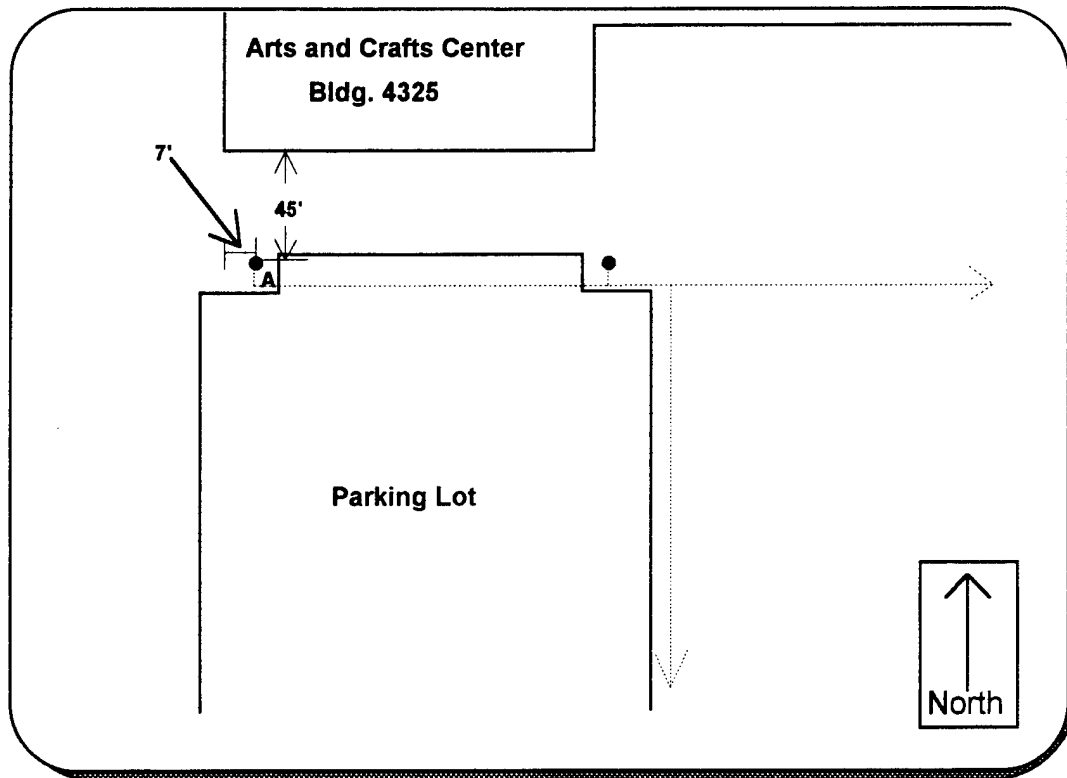 Arts and Crafts Center
Bldg. 4325
7'
45'
A
Parking Lot
North